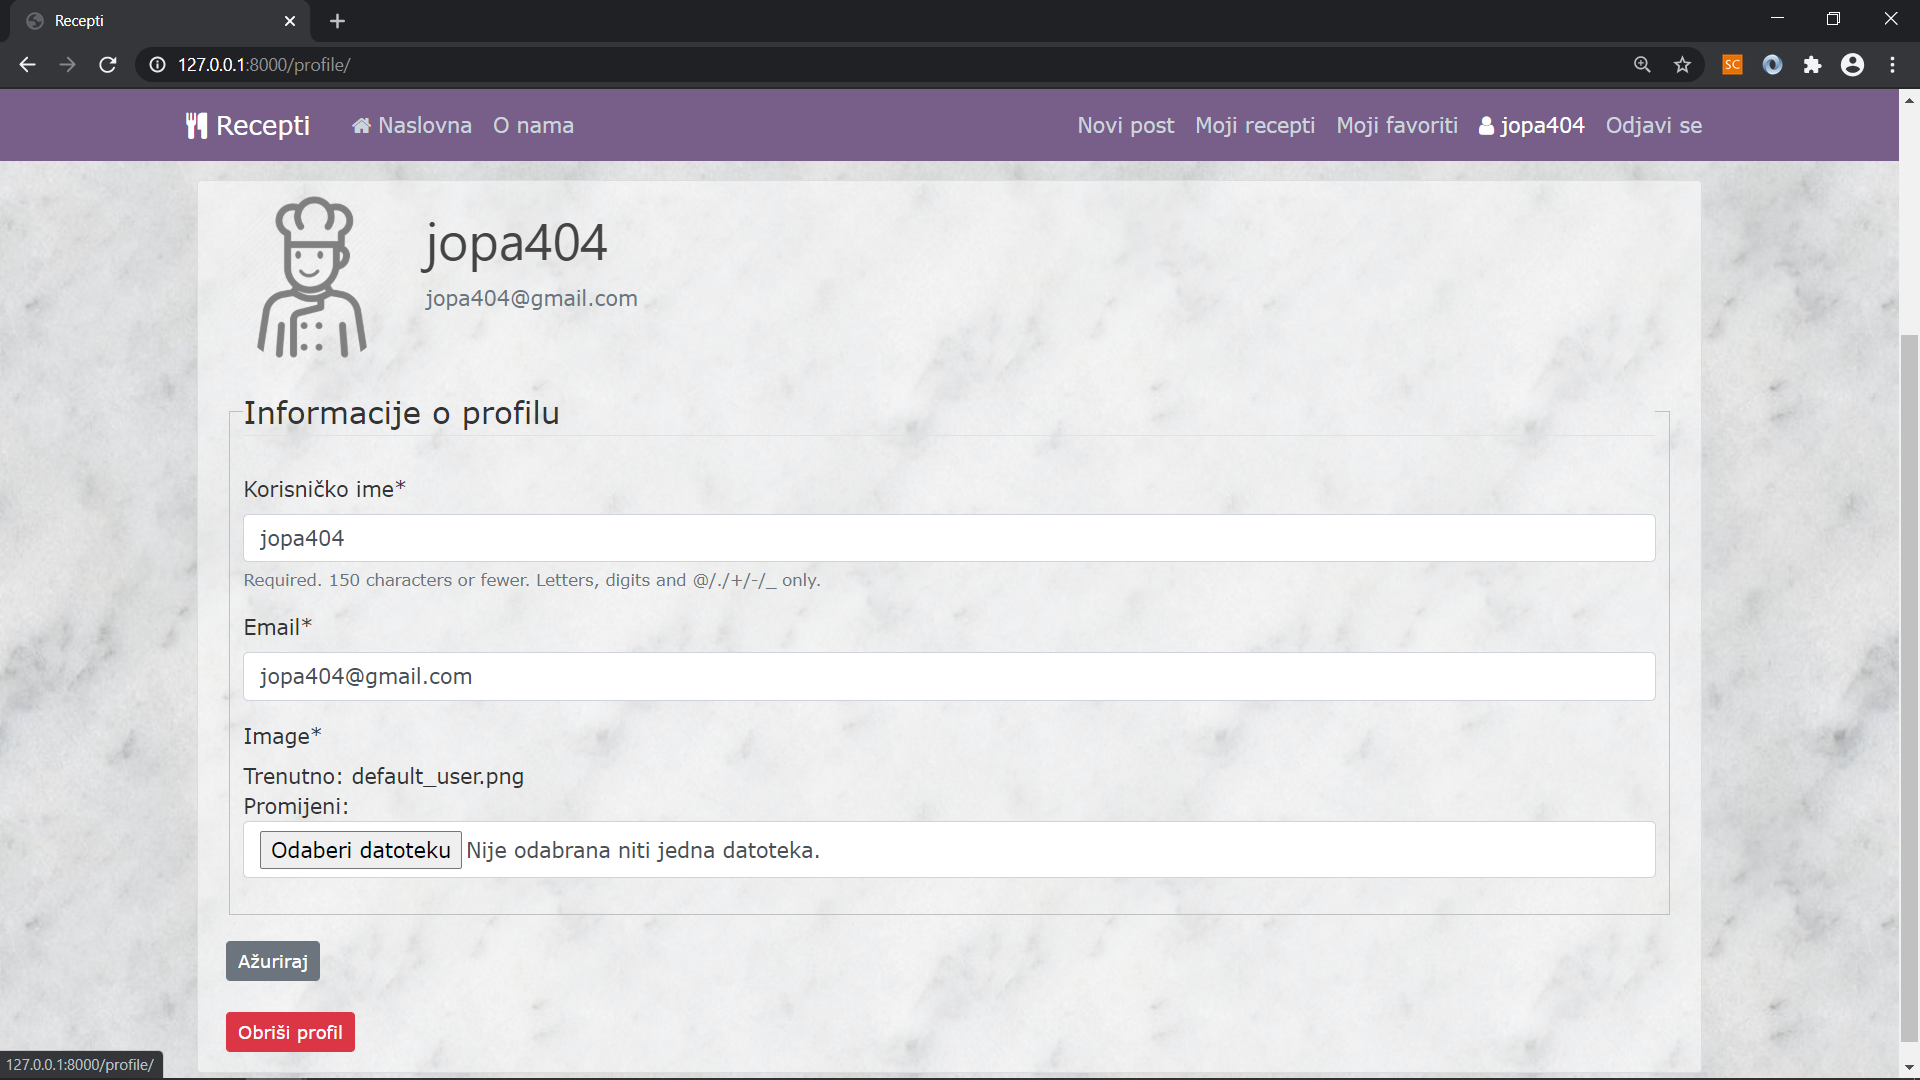 Recepti
127.0.0.1:8000/profile/
SC
Recepti Naslovna O nama Novi post Moji recepti Moji favoriti jopa404 Odjavi se
jopa404
jopa404@gmail.com
Informacije o profilu
Korisničko ime*
jopa404
Required. 150 characters or fewer. Letters, digits and @/./+/-/_ only.
Email*
jopa404@gmail.com
Image*
Trenutno: default_user.png
Promijeni:
Odaberi datoteku Nije odabrana niti jedna datoteka.
Ažuriraj
Obriši profil
127.0.0.1:8000/profile/